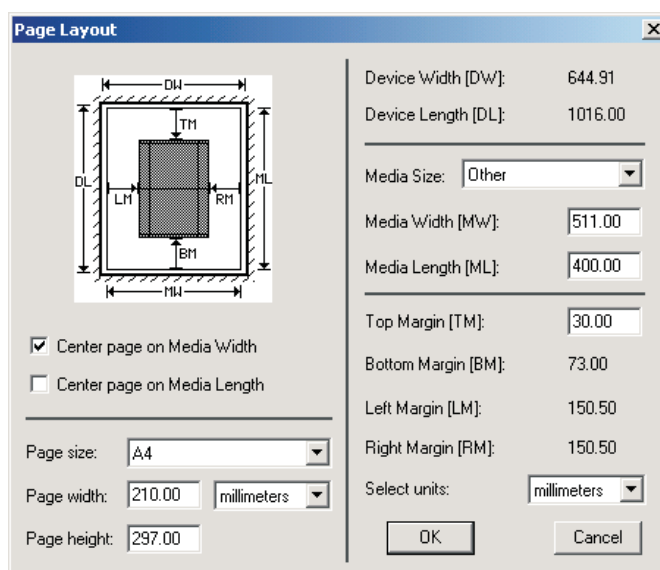 Page Layout
DW
TM
DL
ML
LM
RM
BM
MW
Center page on Media Width
Center page on Media Length
Page size: A4
Page width: 210.00 millimeters
Page height: 297.00
Device Width [DW]: 644.91
Device Length [DL]: 1016.00
Media Size: Other
Media Width [MW]: 511.00
Media Length [ML]: 400.00
Top Margin [TM]: 30.00
Bottom Margin [BM]: 73.00
Left Margin [LM]: 150.50
Right Margin [RM]: 150.50
Select units: millimeters
OK
Cancel